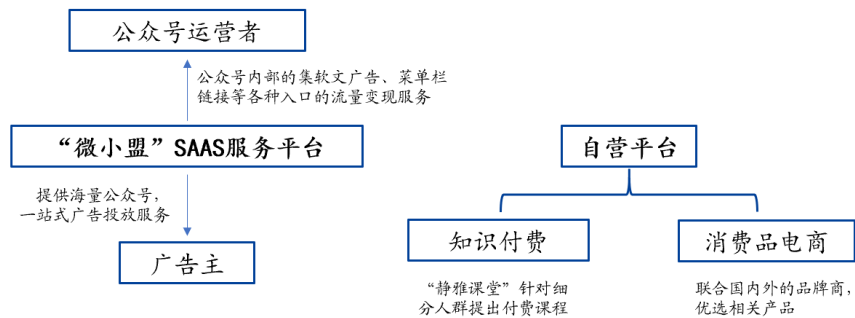 公众号运营者
公众号内部的集软文广告、菜单栏
链接等各种入口的流量变现服务
“微小盟”SAAS服务平台
提供海量公众号，
一站式广告投放服务
广告主
自营平台
知识付费
消费品电商
“静雅课堂”针对细
分人群提出付费课程
联合国内外的品牌商，
优选相关产品